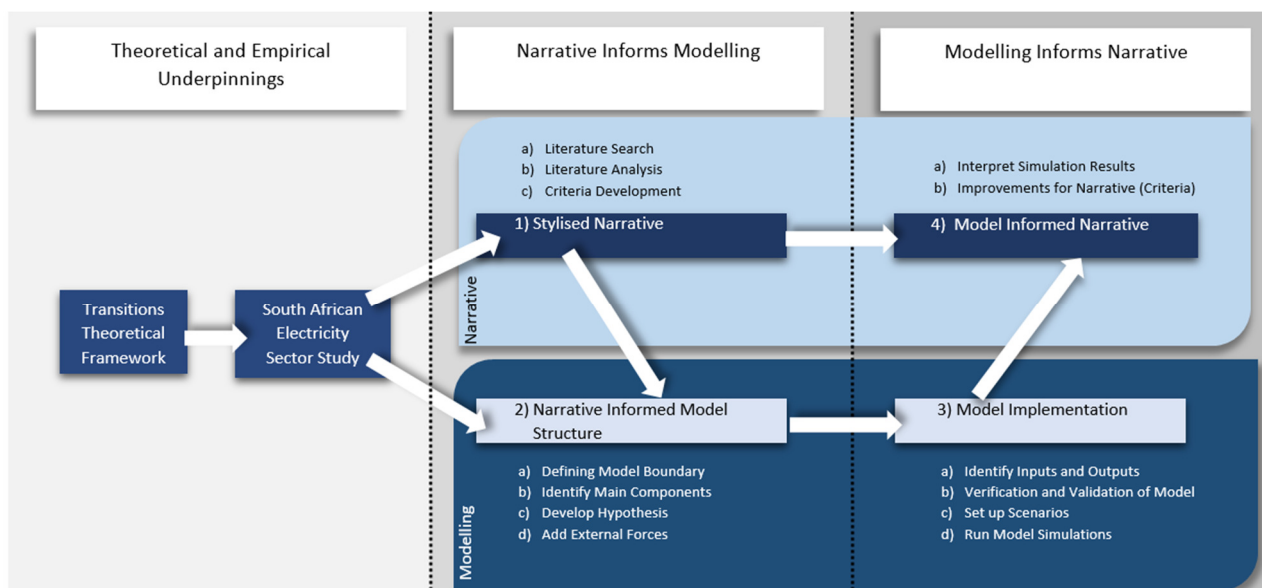 Theoretical and Empirical
Underpinnings
Narrative Informs Modelling
Modelling Informs Narrative
Transitions
Theoretical
Framework
South African
Electricity
Sector Study
Narrative
a) Literature Search
b) Literature Analysis
c) Criteria Development
1) Stylised Narrative
a) Interpret Simulation Results
b) Improvements for Narrative (Criteria)
4) Model Informed Narrative
Modelling
2) Narrative Informed Model
Structure
a) Defining Model Boundary
b) Identify Main Components
c) Develop Hypothesis
d) Add External Forces
3) Model Implementation
a) Identify Inputs and Outputs
b) Verification and Validation of Model
c) Set up Scenarios
d) Run Model Simulations